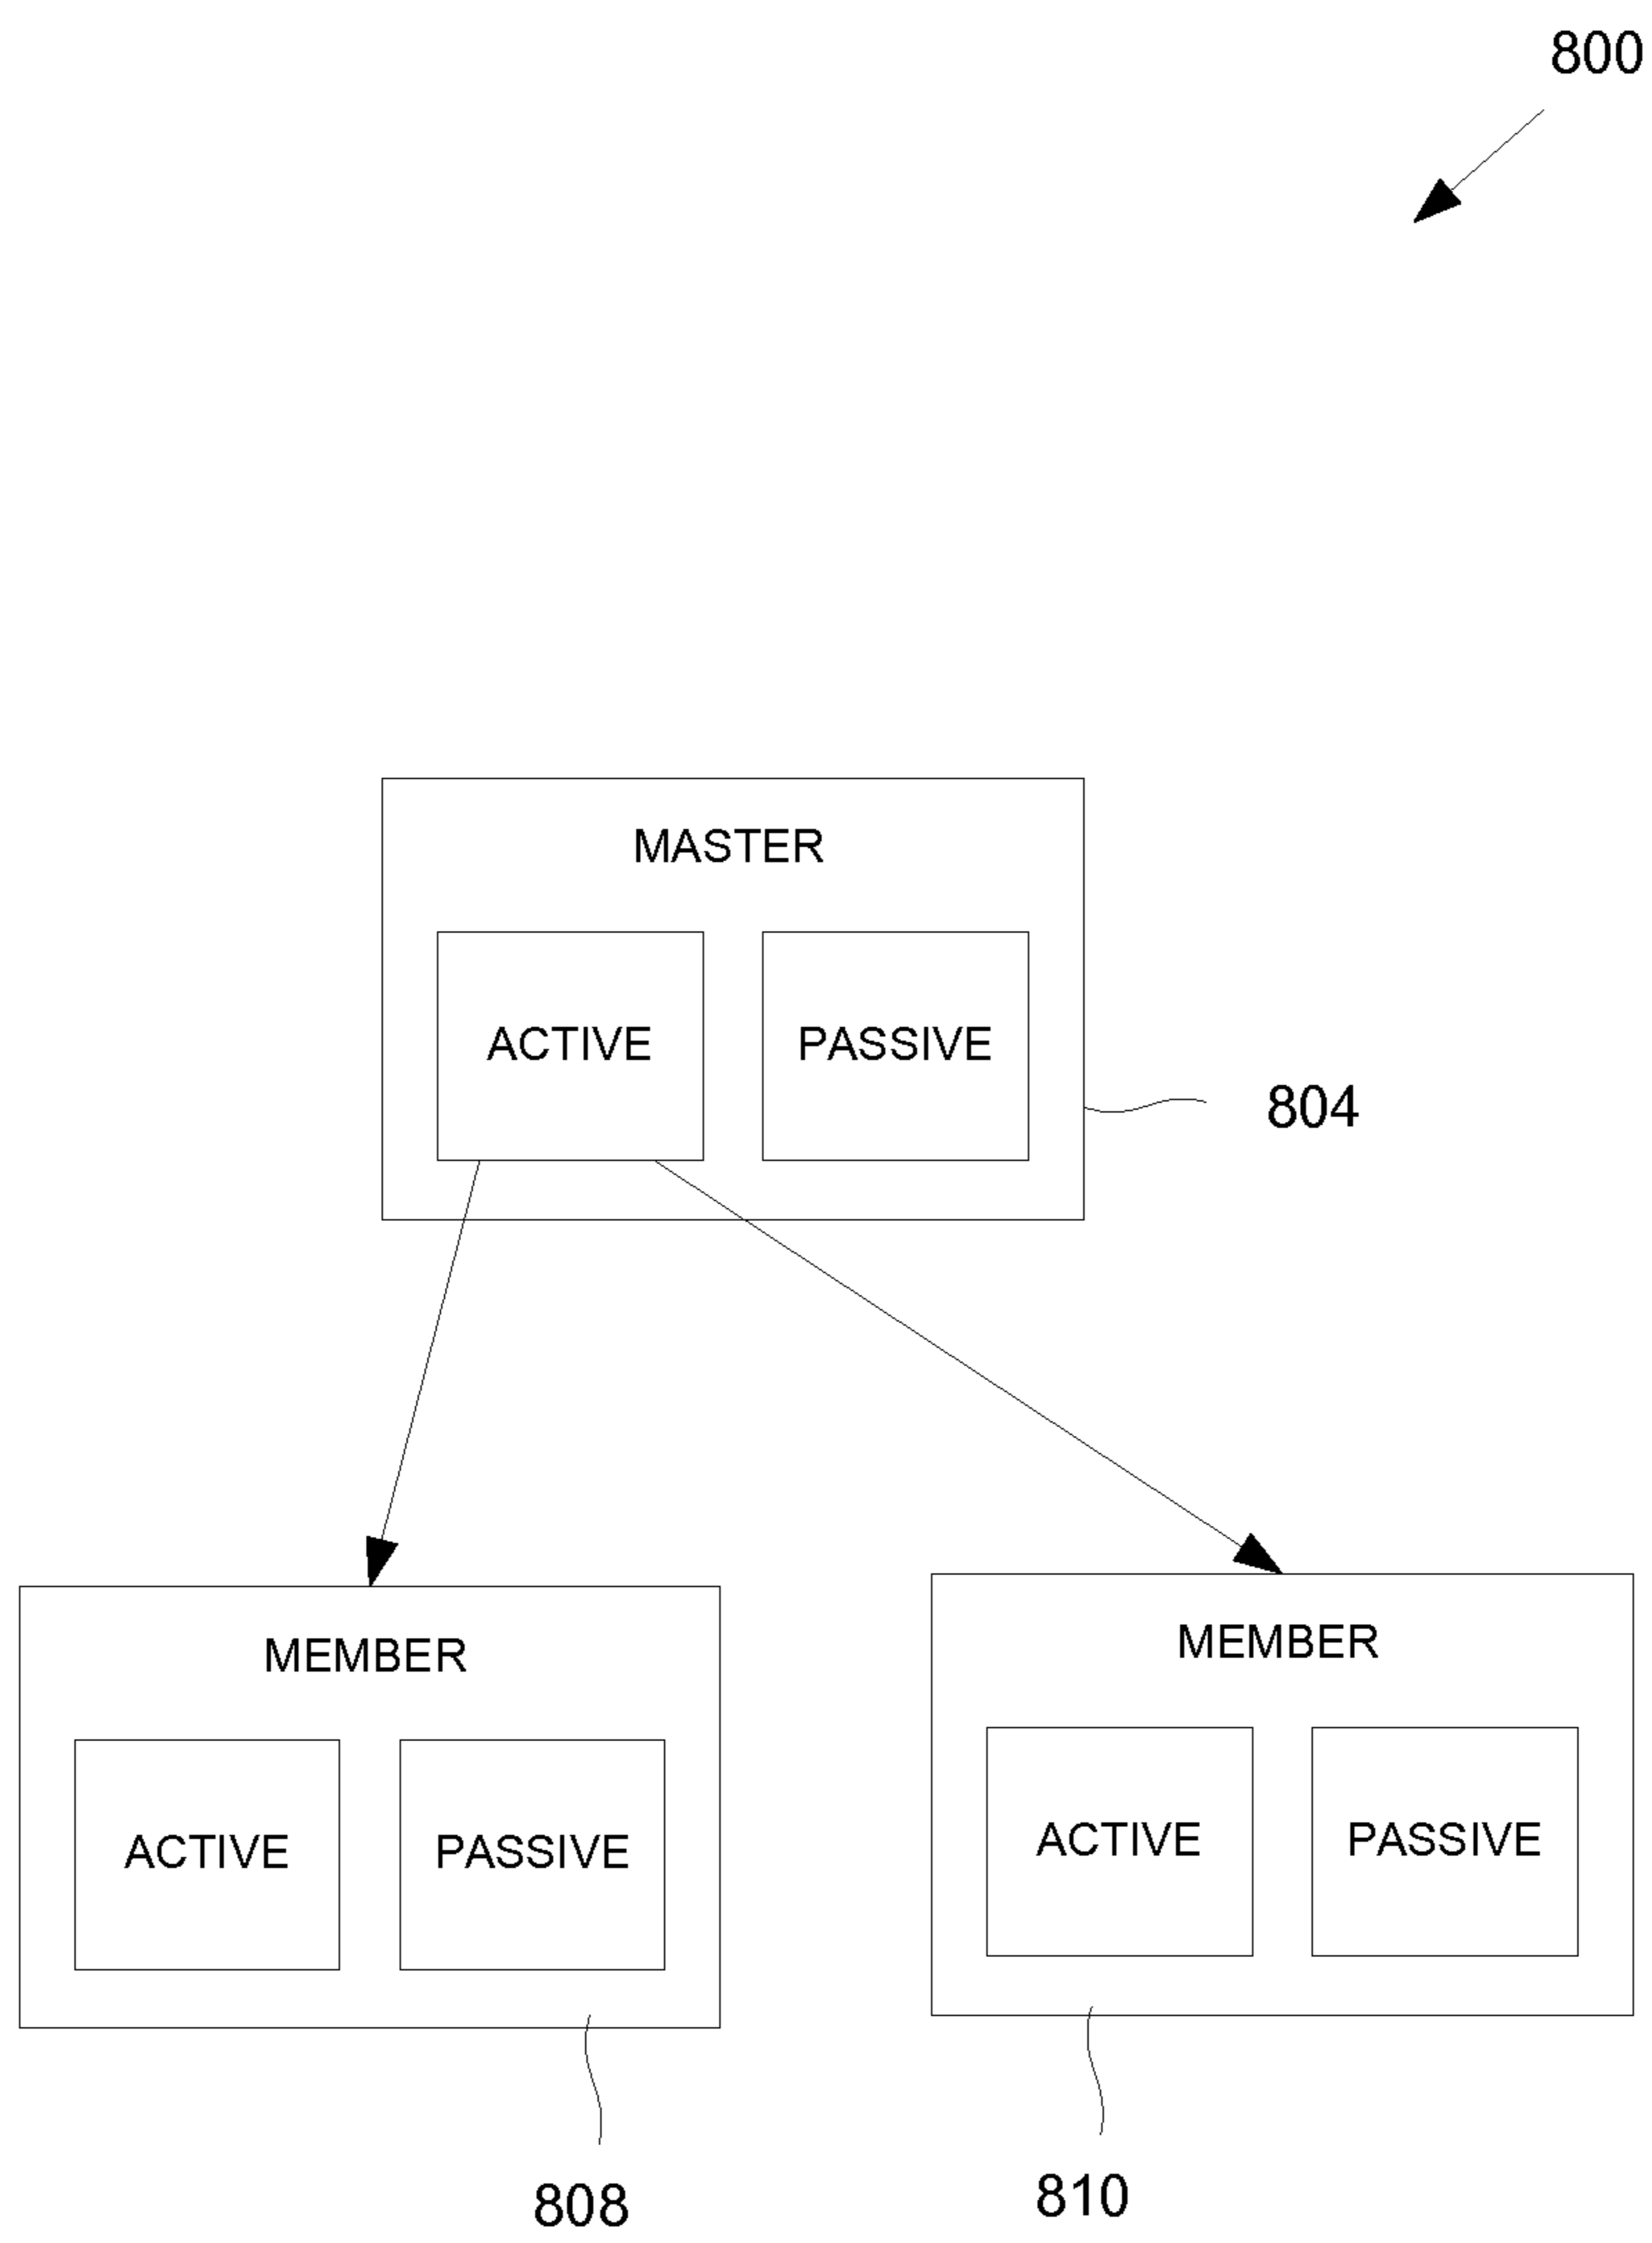 800
MASTER
ACTIVE PASSIVE
804
MEMBER MEMBER
ACTIVE PASSIVE ACTIVE PASSIVE
808 810